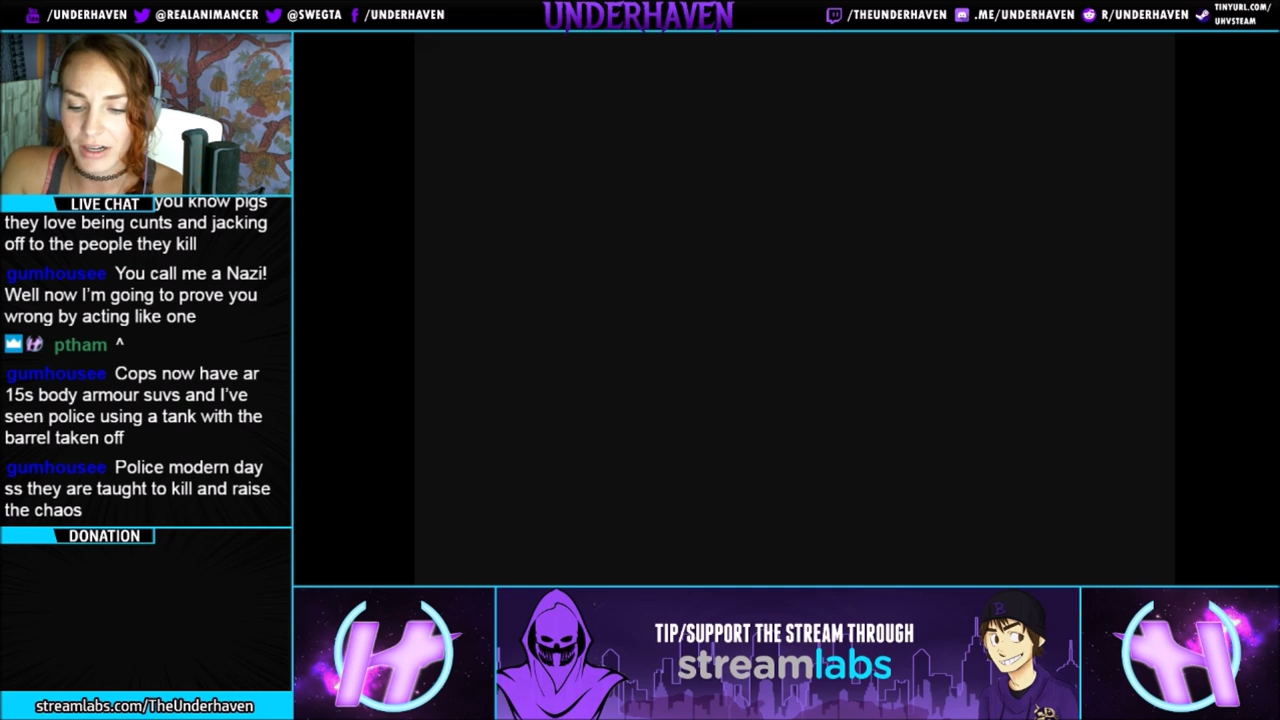 /UNDERHAVEN @REALANIMANCER @SWEGTA /UNDERHAVEN
UNDERHAVEN
/THEUNDERHAVEN .ME/UNDERHAVEN R/UNDERHAVEN TINYURL.COM/
UHVSTEAM
LIVE CHAT
you know pigs
they love being cunts and jacking
off to the people they kill
gumhousee You call me a Nazi!
Well now I'm going to prove you
wrong by acting like one
ptham ^
gumhousee Cops now have ar
15s body armour suvs and I've
seen police using a tank with the
barrel taken off
gumhousee Police modern day
ss they are taught to kill and raise
the chaos
DONATION
streamlabs.com/TheUnderhaven
TIP/SUPPORT THE STREAM THROUGH
streamlabs